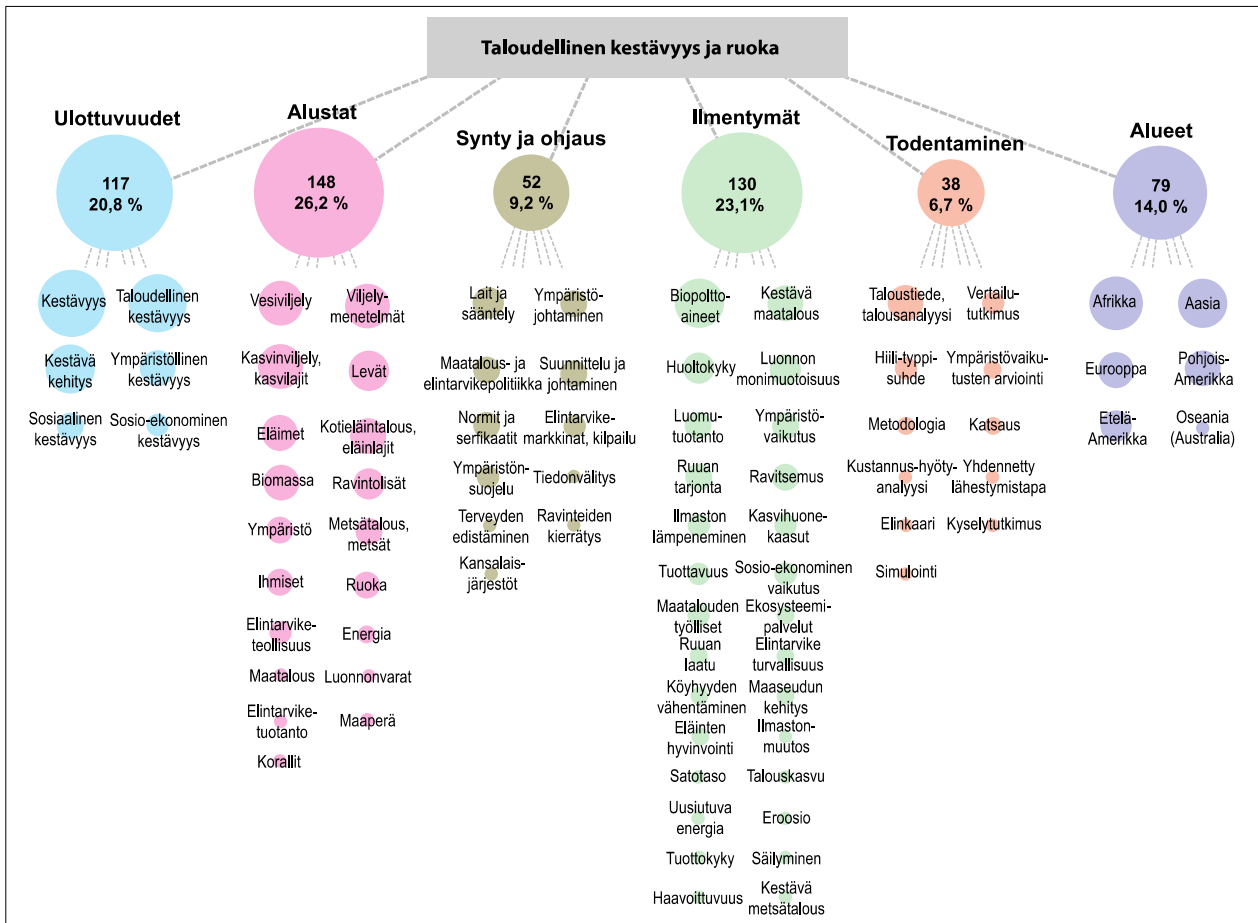 Taloudellinen kestävyys ja ruoka
Ulottuvuudet
117
20,8 %
Kestävyys
Taloudellinen
kestävyys
Kestävä
kehitys
Ympäristöllinen
kestävyys
Sosiaalinen
kestävyys
Sosio-ekonominen
kestävyys
Alustat
148
26,2 %
Vesiviljely
Viljely-
menetelmät
Kasvinviljely,
kasvilajit
Levät
Eläimet
Kotieläintalous,
eläinlajit
Biomassa
Ravintolisät
Ympäristö
Metsätalous,
metsät
Ihmiset
Ruoka
Elintarvike-
teollisuus
Energia
Maatalous
Luonnonvarat
Elintarvike-
tuotanto
Maaperä
Korallit
Synty ja ohjaus
52
9,2 %
Lait ja
sääntely
Ympäristö-
johtaminen
Maatalous- ja
elintarvikepolitiikka
Suunnittelu ja
johtaminen
Normit ja
serfikaatit
Elintarvike-
markkinat, kilpailu
Ympäristön-
suojelu
Tiedonvälitys
Terveyden
edistäminen
Ravinteiden
kierrätys
Kansalais-
järjestöt
Ilmentymät
130
23,1%
Biopoltto-
aineet
Kestävä
maatalous
Huoltokyky
Luonnon
monimuotoisuus
Luomu-
tuotanto
Ympäristö-
vaikutus
Ruuan
tarjonta
Ravitsemus
Ilmaston
lämpeneminen
Kasvihuone-
kaasut
Tuottavuus
Sosio-ekonominen
vaikutus
Maatalouden
työlliset
Ekosysteemi-
palvelut
Ruuan
laatu
Elintarvike
turvallisuus
Köyhyyden
vähentäminen
Maaseudun
kehitys
Eläinten
hyvinvointi
Ilmaston-
muutos
Satotaso
Talouskasvu
Uusiutuva
energia
Eroosio
Tuottokyky
Säilyminen
Haavoittuvuus
Kestävä
metsätalous
Todentaminen
38
6,7 %
Taloustiede,
talousanalyysi
Vertailu-
tutkimus
Hiili-typpi-
suhde
Ympäristövaiku-
tusten arviointi
Metodologia
Katsaus
Kustannus-hyöty-
analyysi
Yhdennetty
lähestymistapa
Elinkaari
Kyselytutkimus
Simulointi
Alueet
79
14,0 %
Afrikka
Aasia
Eurooppa
Pohjois-
Amerikka
Etelä-
Amerikka
Oseania
(Australia)